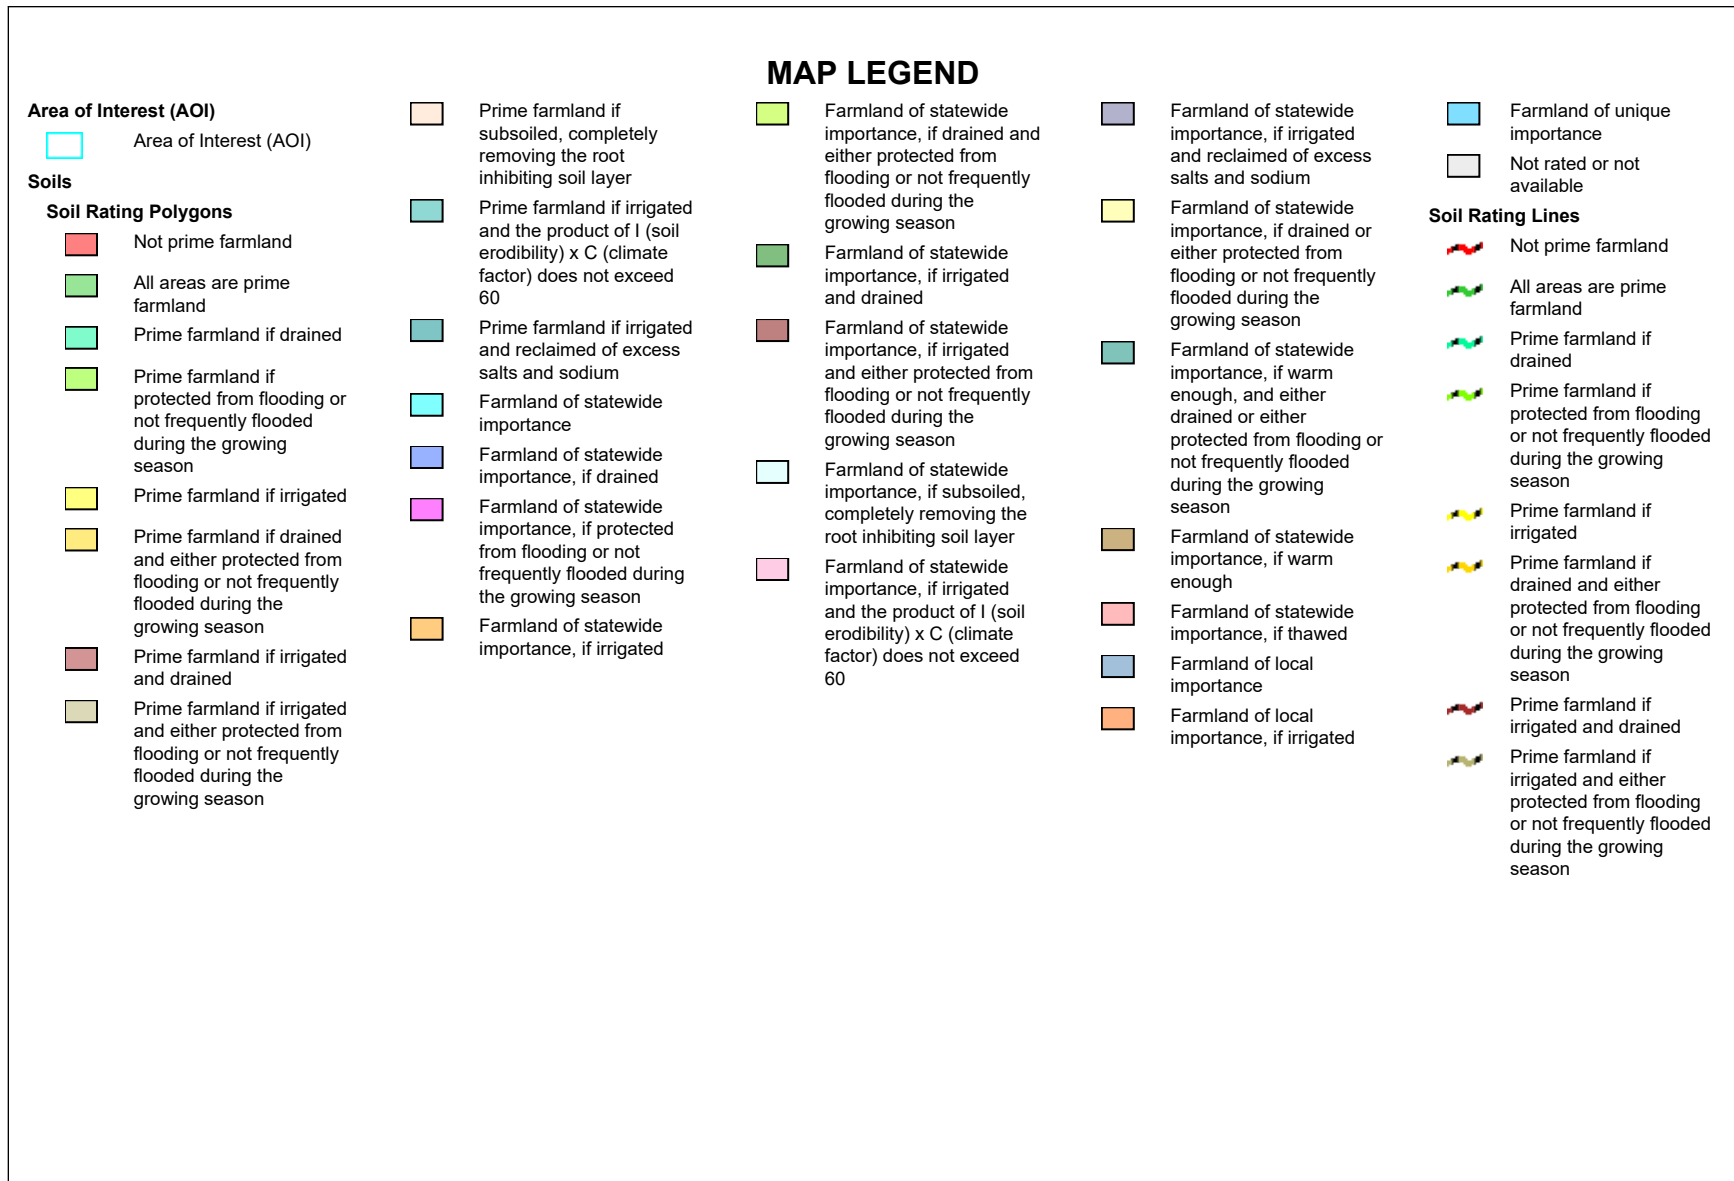 MAP LEGEND
Area of Interest (AOI)
Area of Interest (AOI)
Soils
Soil Rating Polygons
Not prime farmland
All areas are prime
farmland
Prime farmland if drained
Prime farmland if
protected from flooding or
not frequently flooded
during the growing
season
Prime farmland if irrigated
Prime farmland if drained
and either protected from
flooding or not frequently
flooded during the
growing season
Prime farmland if irrigated
and drained
Prime farmland if irrigated
and either protected from
flooding or not frequently
flooded during the
growing season
Prime farmland if
subsoiled, completely
removing the root
inhibiting soil layer
Prime farmland if irrigated
and the product of I (soil
erodibility) x C (climate
factor) does not exceed
60
Prime farmland if irrigated
and reclaimed of excess
salts and sodium
Farmland of statewide
importance
Farmland of statewide
importance, if drained
Farmland of statewide
importance, if protected
from flooding or not
frequently flooded during
the growing season
Farmland of statewide
importance, if irrigated
Farmland of statewide
importance, if drained and
either protected from
flooding or not frequently
flooded during the
growing season
Farmland of statewide
importance, if irrigated
and drained
Farmland of statewide
importance, if irrigated
and either protected from
flooding or not frequently
flooded during the
growing season
Farmland of statewide
importance, if subsoiled,
completely removing the
root inhibiting soil layer
Farmland of statewide
importance, if irrigated
and the product of I (soil
erodibility) x C (climate
factor) does not exceed
60
Farmland of statewide
importance, if irrigated
and reclaimed of excess
salts and sodium
Farmland of statewide
importance, if drained or
either protected from
flooding or not frequently
flooded during the
growing season
Farmland of statewide
importance, if warm
enough, and either
drained or either
protected from flooding or
not frequently flooded
during the growing
season
Farmland of statewide
importance, if warm
enough
Farmland of statewide
importance, if thawed
Farmland of local
importance
Farmland of local
importance, if irrigated
Farmland of unique
importance
Not rated or not
available
Soil Rating Lines
Not prime farmland
All areas are prime
farmland
Prime farmland if
drained
Prime farmland if
protected from flooding
or not frequently flooded
during the growing
season
Prime farmland if
irrigated
Prime farmland if
drained and either
protected from flooding
or not frequently flooded
during the growing
season
Prime farmland if
irrigated and drained
Prime farmland if
irrigated and either
protected from flooding
or not frequently flooded
during the growing
season